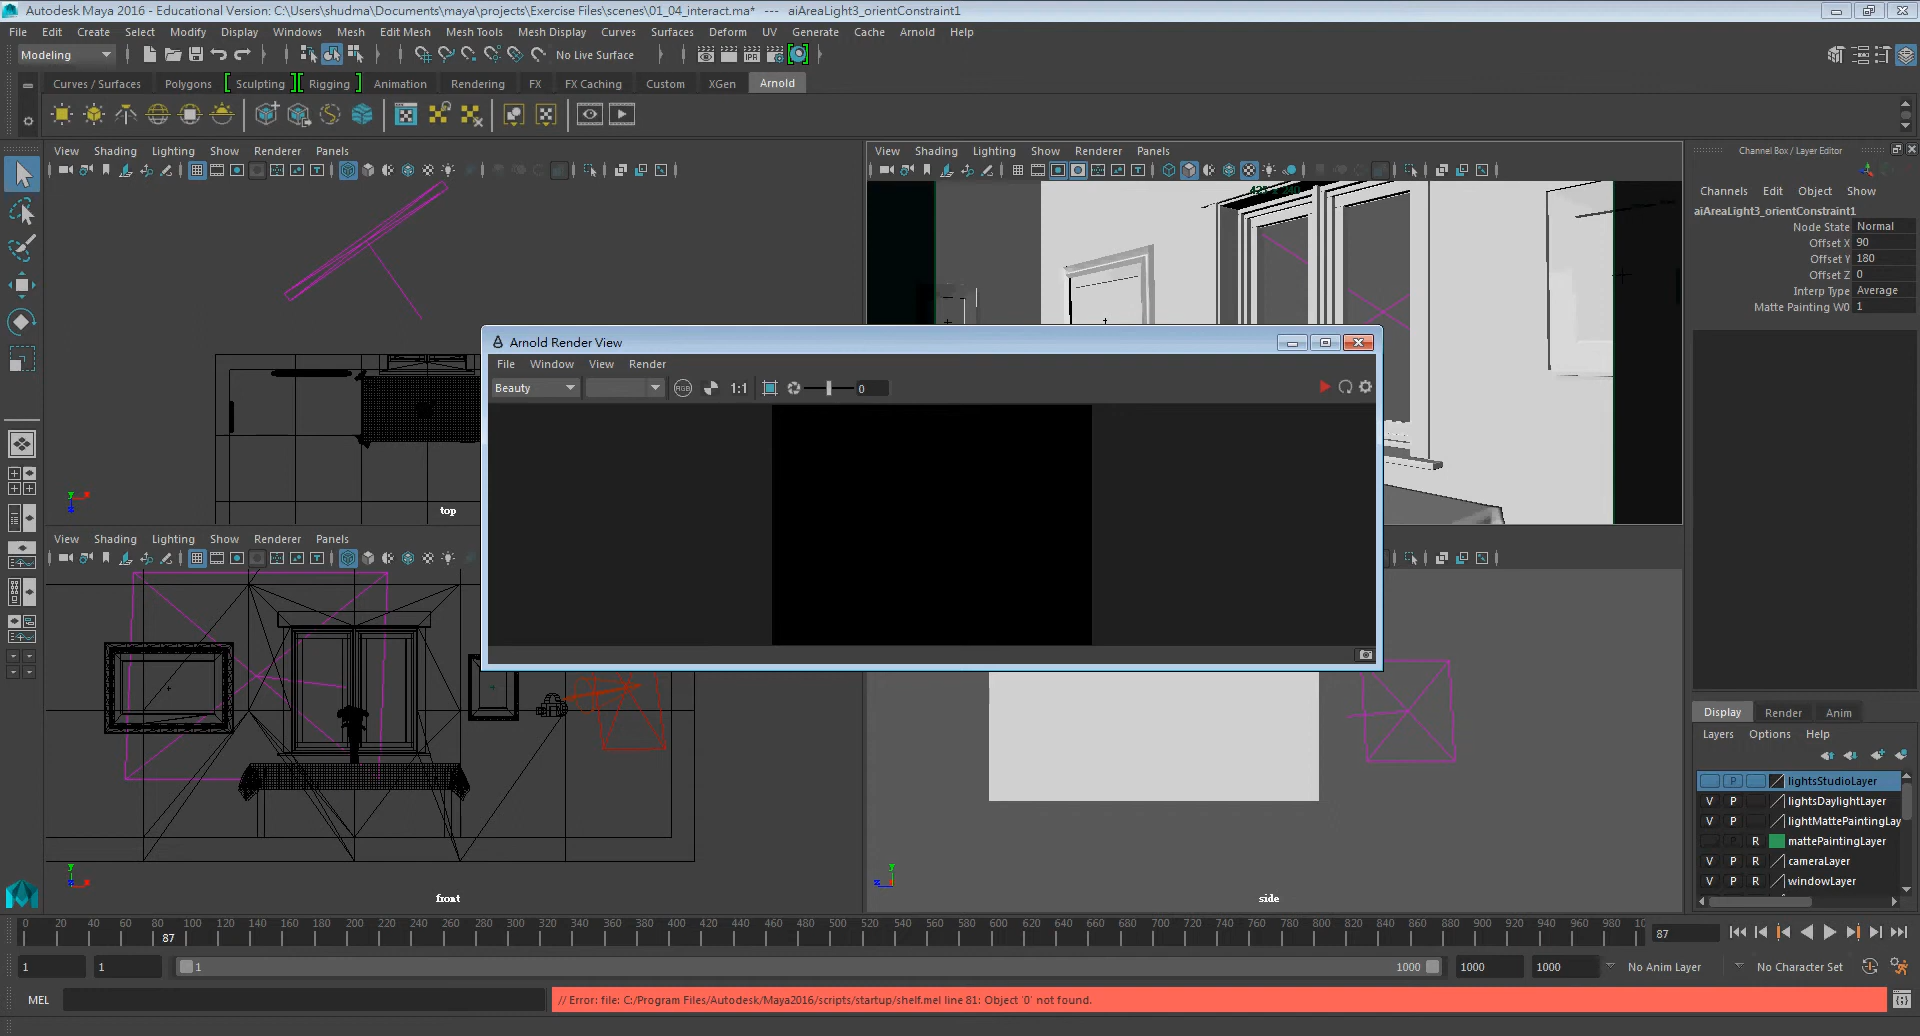 Autodesk Maya 2016 - Educational Version: C:\Users\shudma\Documents\maya\projects\Exercise Files\scenes\01_04_interact.ma* --- aiAreaLight3_orientConstraint1
File Edit Create Select Modify Display Windows Mesh Edit Mesh Mesh Tools Mesh Display Curves Surfaces Deform UV Generate Cache Arnold Help
Modeling No Live Surface
Curves / Surfaces Polygons Sculpting Rigging Animation Rendering FX FX Caching Custom XGen Arnold
View Shading Lighting Show Renderer Panels
View Shading Lighting Show Renderer Panels
Channel Box / Layer Editor
Channels Edit Object Show
aiAreaLight3_orientConstraint1
Node State Normal
Offset X 90
Offset Y 180
Offset Z 0
Interp Type Average
Matte Painting W0 1
Arnold Render View
File Window View Render
Beauty RGB 1:1 0
top
View Shading Lighting Show Renderer Panels
front
side
Display Render Anim
Layers Options Help
P lightsStudioLayer
V P lightsDaylightLayer
V P lightMattePaintingLay
P R mattePaintingLayer
V P R cameraLayer
V P R windowLayer
0 20 40 60 80 100 120 140 160 180 200 220 240 260 280 300 320 340 360 380 400 420 440 460 480 500 520 540 560 580 600 620 640 660 680 700 720 740 760 780 800 820 840 860 880 900 920 940 960 980 10
87
87
1 1 1 1000 1000 1000 No Anim Layer No Character Set
MEL // Error: file: C:/Program Files/Autodesk/Maya2016/scripts/startup/shelf.mel line 81: Object '0' not found.